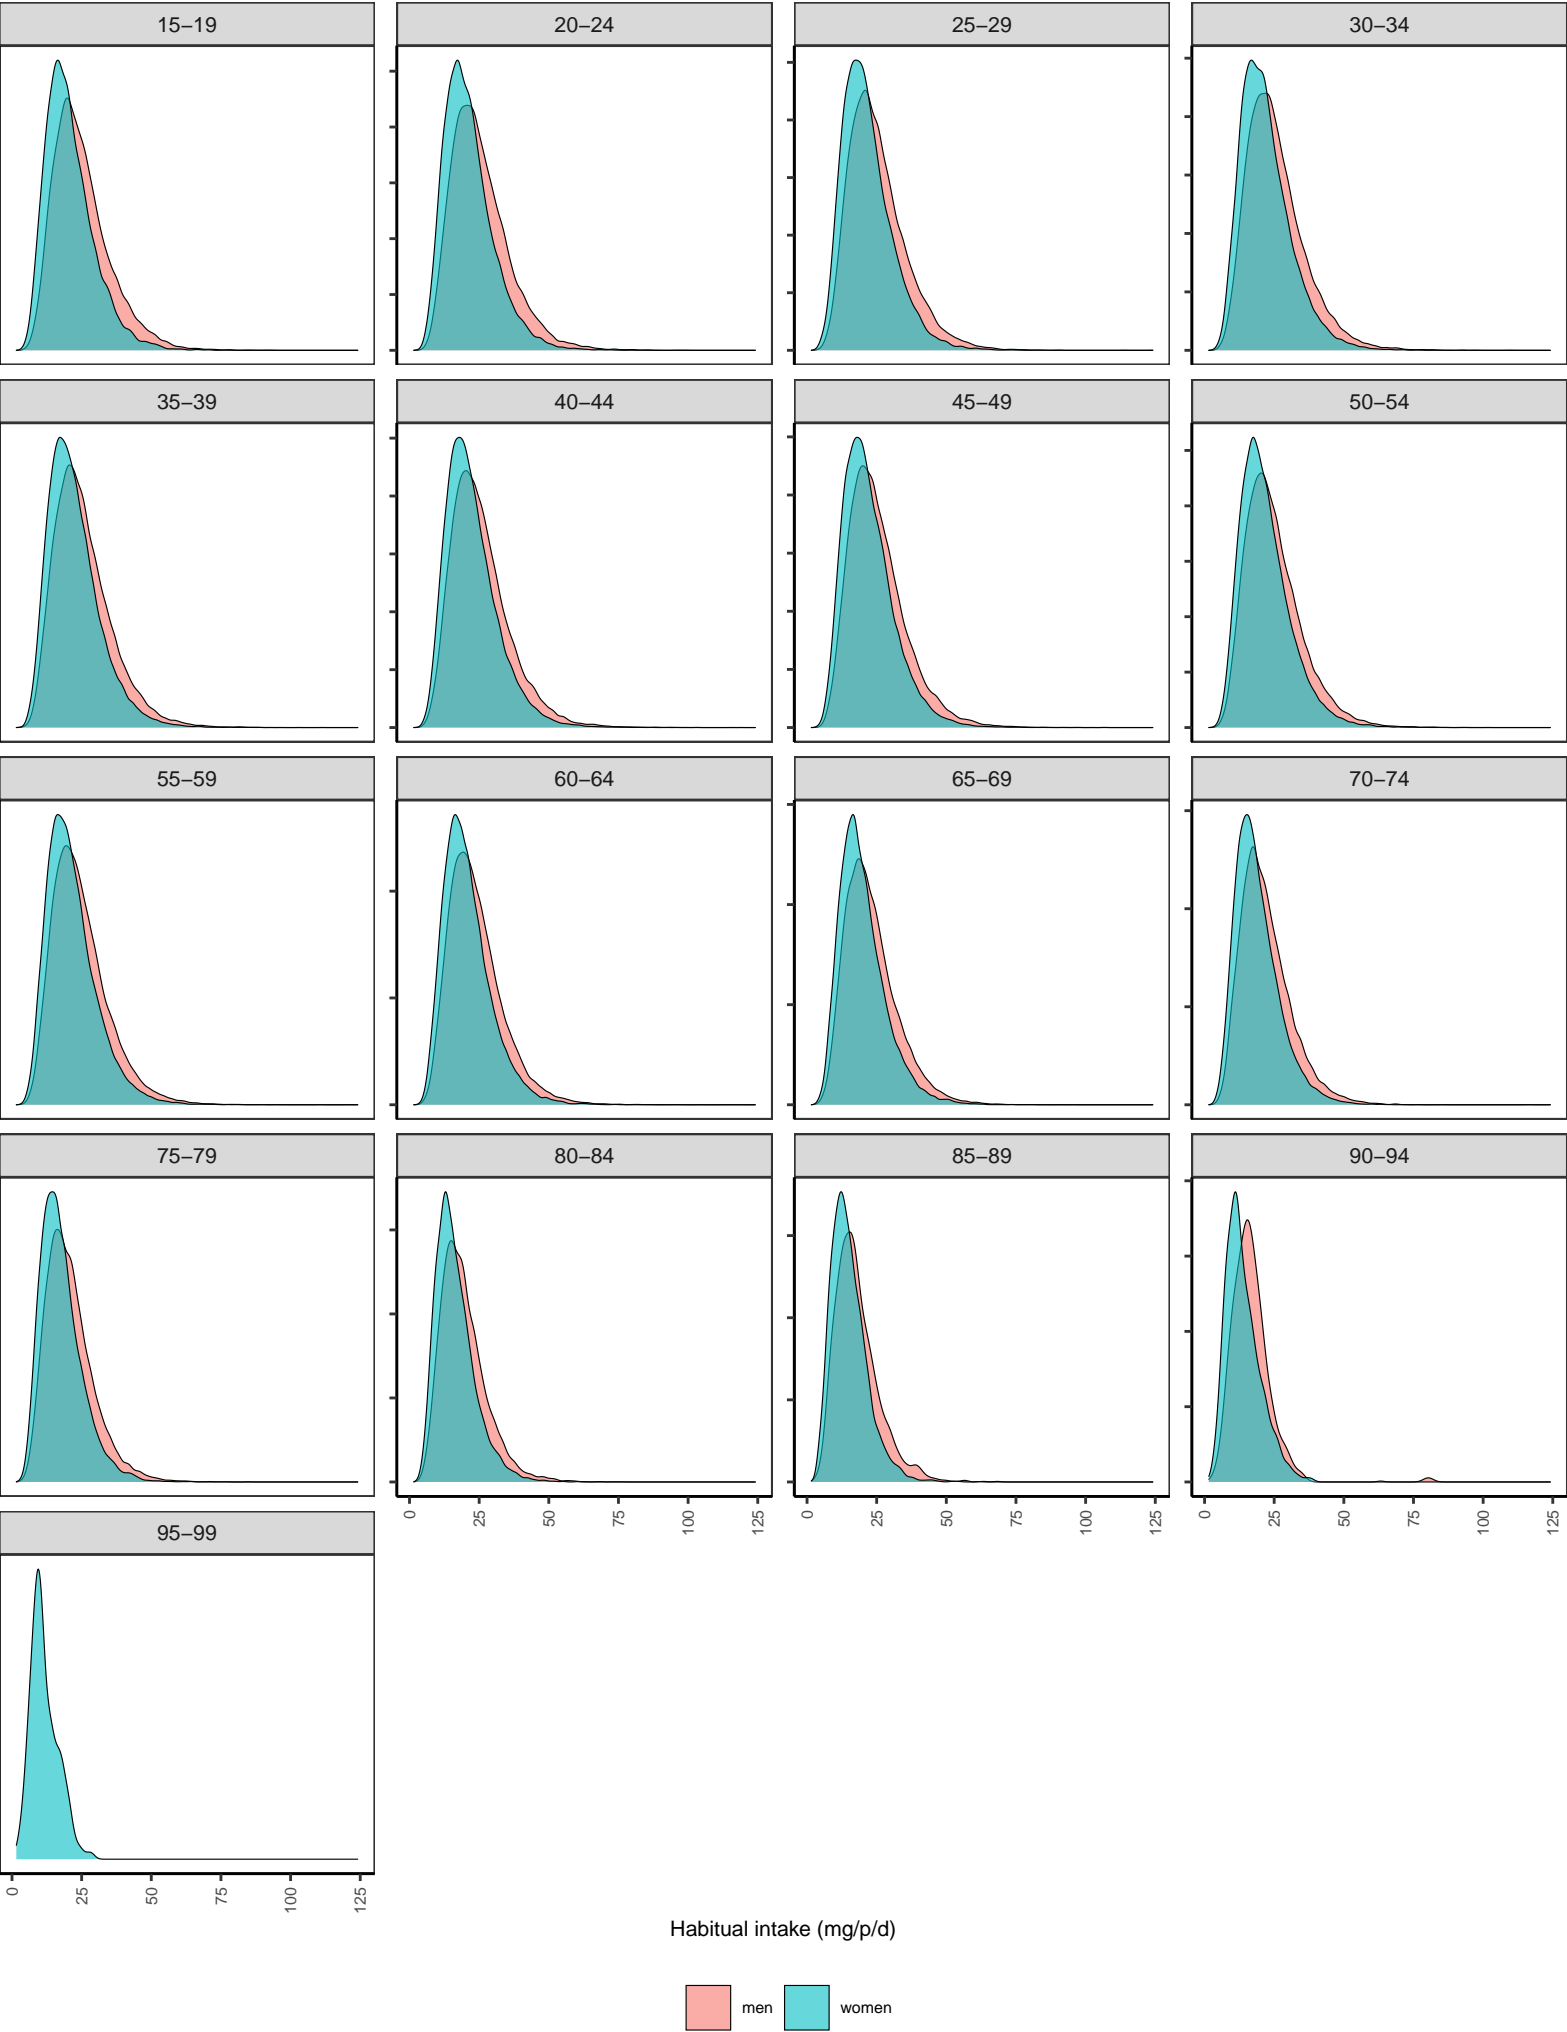 15−19 20−24 25−29 30−34
35−39 40−44 45−49 50−54
55−59 60−64 65−69 70−74
75−79 80−84 85−89 90−94
0 25 50 75 100 125 0 25 50 75 100 125 0 25 50 75 100 125
95−99
0 25 50 75 100 125
Habitual intake (mg/p/d)
men women